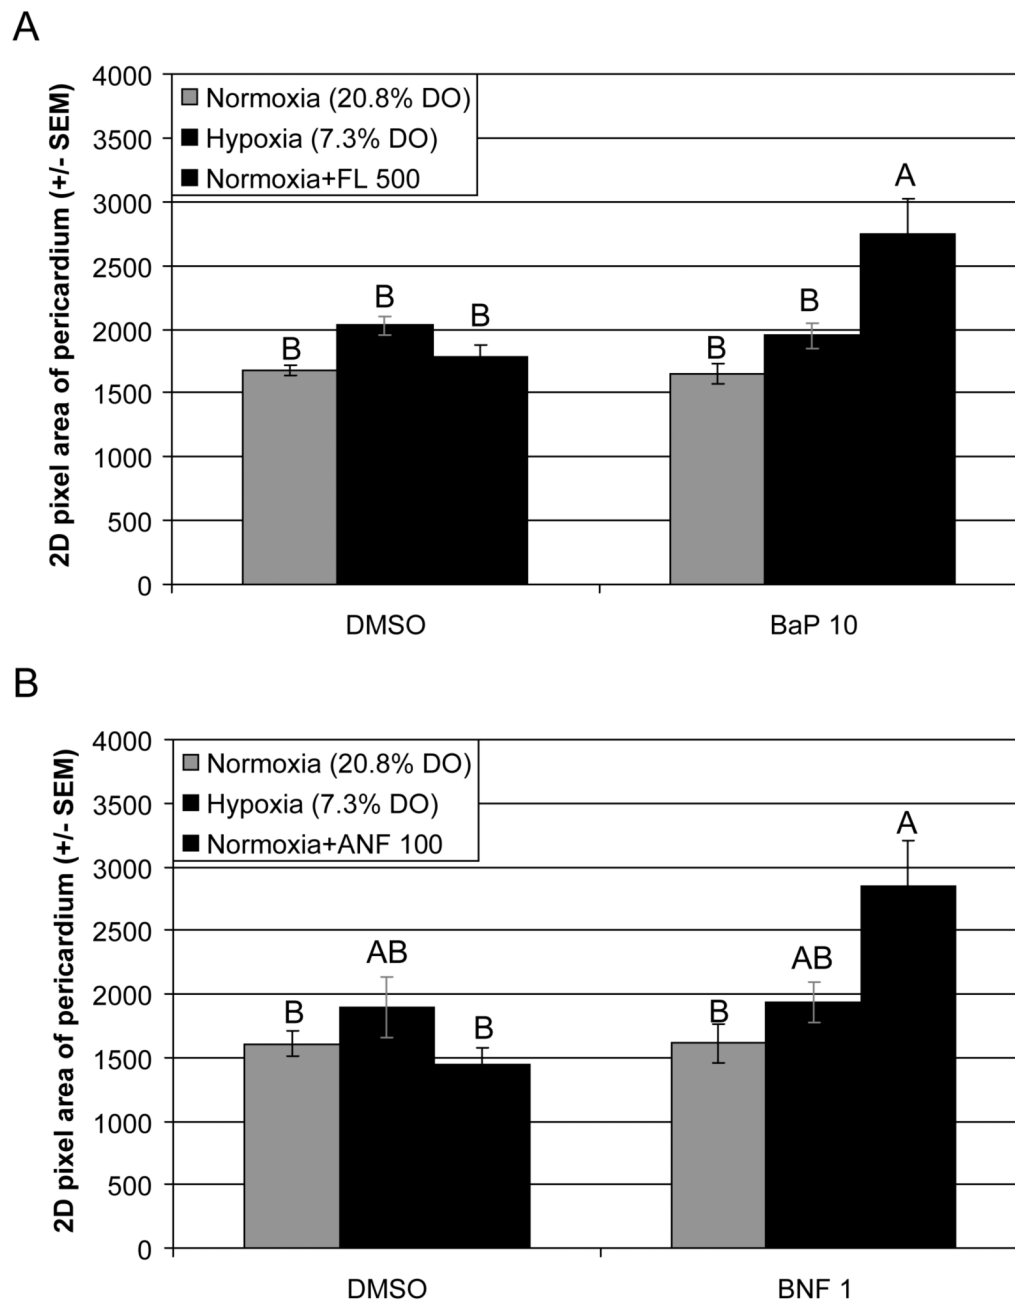 A
2D pixel area of pericardium (+/- SEM)
4000
3500
3000
2500
2000
1500
1000
500
0
Normoxia (20.8% DO)
Hypoxia (7.3% DO)
Normoxia+FL 500
B
B
B
B
B
A
DMSO
BaP 10
B
2D pixel area of pericardium (+/- SEM)
4000
3500
3000
2500
2000
1500
1000
500
0
Normoxia (20.8% DO)
Hypoxia (7.3% DO)
Normoxia+ANF 100
B
AB
B
B
AB
A
DMSO
BNF 1